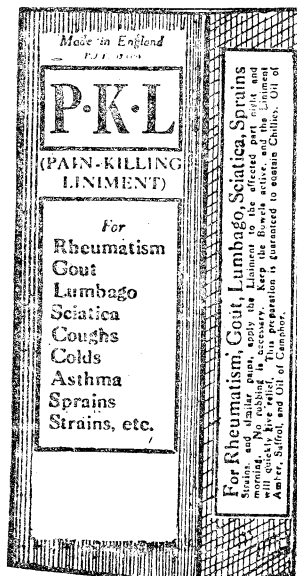 Made in England
P·K·L
(PAIN-KILLING
LINIMENT)
For
Rheumatism
Gout
Lumbago
Sciatica
Coughs
Colds
Asthma
Sprains
Strains, etc.
For Rheumatism, Gout, Lumbago, Sciatica, Sprains
Strains, and similar pains, apply the Liniment to the affected part night and
morning. No robbing is necessary. Keep the Bowels active, and the Liniment
will quickly give relief. This preparation is guaranteed to contain Chillies, Oil of
Amber, Saffrol, and Oil of Camphor.